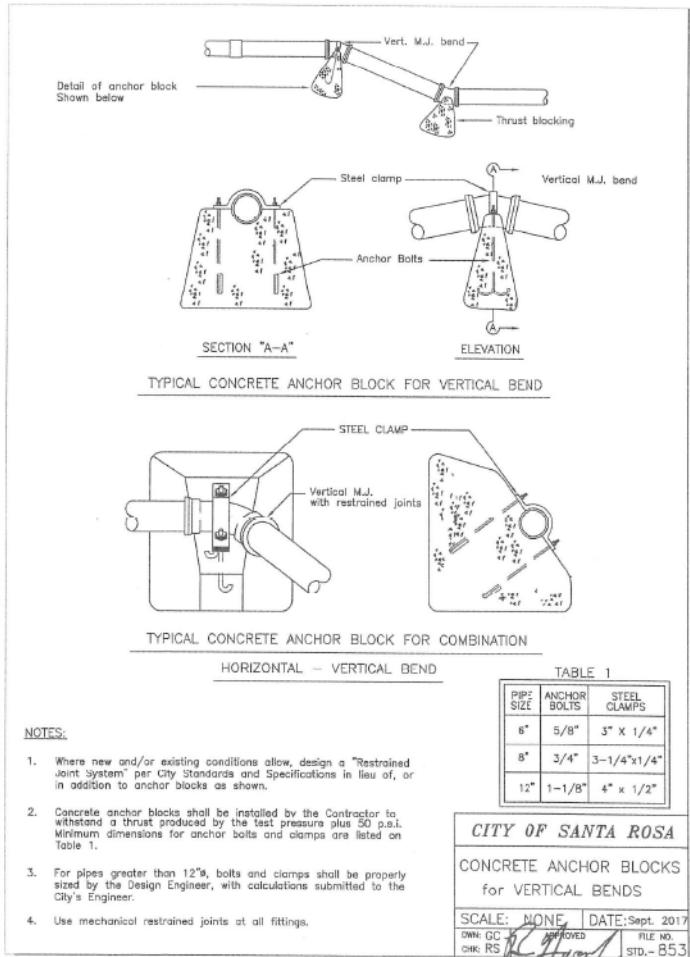 Vert. M.J. bend
Detail of anchor block
Shown below
Thrust blocking
Steel clamp
A
Vertical M.J. bend
Anchor Bolts
A
SECTION "A-A"
ELEVATION
TYPICAL CONCRETE ANCHOR BLOCK FOR VERTICAL BEND
STEEL CLAMP
Vertical M.J.
with restrained joints
TYPICAL CONCRETE ANCHOR BLOCK FOR COMBINATION
HORIZONTAL - VERTICAL BEND
TABLE 1
PIPE SIZE ANCHOR BOLTS STEEL CLAMPS
6" 5/8" 3" X 1/4"
8" 3/4" 3-1/4"x1/4"
12" 1-1/8" 4" x 1/2"
NOTES:
1. Where new and/or existing conditions allow, design a "Restrained
Joint System" per City Standards and Specifications in lieu of, or
in addition to anchor blocks as shown.
2. Concrete anchor blocks shall be installed by the Contractor to
withstand a thrust produced by the test pressure plus 50 p.s.i.
Minimum dimensions for anchor bolts and clamps are listed on
Table 1.
3. For pipes greater than 12"ø, bolts and clamps shall be properly
sized by the Design Engineer, with calculations submitted to the
City's Engineer.
4. Use mechanical restrained joints at all fittings.
CITY OF SANTA ROSA
CONCRETE ANCHOR BLOCKS
for VERTICAL BENDS
SCALE: NONE DATE: Sept. 2017
DWN: GC APPROVED FILE NO.
CHK: RS STD.- 853